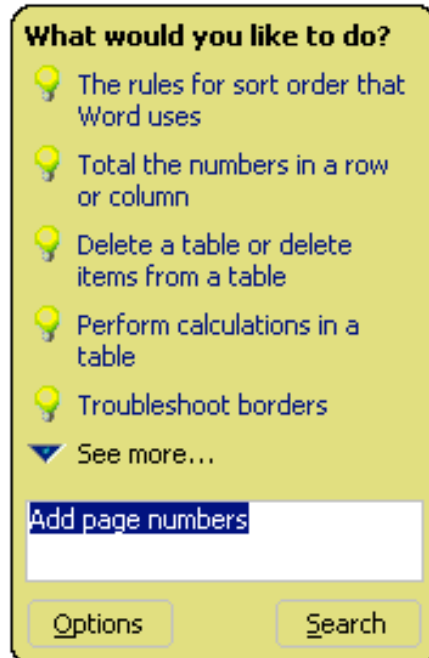 What would you like to do?
The rules for sort order that
Word uses
Total the numbers in a row
or column
Delete a table or delete
items from a table
Perform calculations in a
table
Troubleshoot borders
See more...
Add page numbers
Options
Search